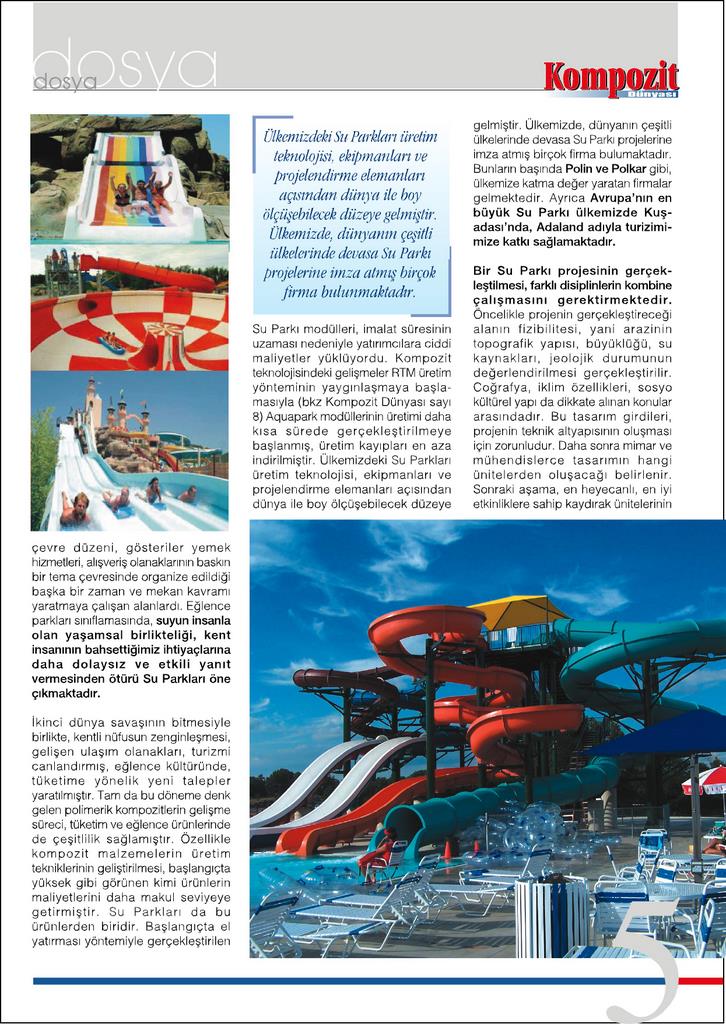 dosya
dosya
Kompozit
Dünyası
çevre düzeni, gösteriler yemek
hizmetleri, alışveriş olanaklarının baskın
bir tema çevresinde organize edildiği
başka bir zaman ve mekan kavramı
yaratmaya çalışan alanlardı. Eğlence
parkları sınıflamasında, suyun insanla
olan yaşamsal birlikteliği, kent
insanının bahsettiğimiz ihtiyaçlarına
daha dolaysız ve etkili yanıt
vermesinden ötürü Su Parkları öne
çıkmaktadır.
İkinci dünya savaşının bitmesiyle
birlikte, kentli nüfusun zenginleşmesi,
gelişen ulaşım olanakları, turizmi
canlandırmış, eğlence kültüründe,
tüketime yönelik yeni talepler
yaratılmıştır. Tam da bu döneme denk
gelen polimerik kompozitlerin gelişme
süreci, tüketim ve eğlence ürünlerinde
de çeşitlilik sağlamıştır. Özellikle
kompozit malzemelerin üretim
tekniklerinin geliştirilmesi, başlangıçta
yüksek gibi görünen kimi ürünlerin
maliyetlerini daha makul seviyeye
getirmiştir. Su Parkları da bu
ürünlerden biridir. Başlangıçta el
yatırması yöntemiyle gerçekleştirilen
Ülkemizdeki Su Parkları üretim
teknolojisi, ekipmanları ve
projelendirme elemanları
açısından dünya ile boy
ölçüşebilecek düzeye gelmiştir.
Ülkemizde, dünyanın çeşitli
ülkelerinde devasa Su Parkı
projelerine imza atmış birçok
firma bulunmaktadır.
Su Parkı modülleri, imalat süresinin
uzaması nedeniyle yatırımcılara ciddi
maliyetler yüklüyordu. Kompozit
teknolojisindeki gelişmeler RTM üretim
yönteminin yaygınlaşmaya başla-
masıyla (bkz Kompozit Dünyası sayı
8) Aquapark modüllerinin üretimi daha
kısa sürede gerçekleştirilmeye
başlanmış, üretim kayıpları en aza
indirilmiştir. Ülkemizdeki Su Parkları
üretim teknolojisi, ekipmanları ve
projelendirme elemanları açısından
dünya ile boy ölçüşebilecek düzeye
gelmiştir. Ülkemizde, dünyanın çeşitli
ülkelerinde devasa Su Parkı projelerine
imza atmış birçok firma bulumaktadır.
Bunların başında Polin ve Polkar gibi,
ülkemize katma değer yaratan firmalar
gelmektedir. Ayrıca Avrupa'nın en
büyük Su Parkı ülkemizde Kuş-
adası'nda, Adaland adıyla turizimi-
mize katkı sağlamaktadır.
Bir Su Parkı projesinin gerçek-
leştilmesi, farklı disiplinlerin kombine
çalışmasını gerektirmektedir.
Öncelikle projenin gerçekleştireceği
alanın fizibilitesi, yani arazinin
topografik yapısı, büyüklüğü, su
kaynakları, jeolojik durumunun
değerlendirilmesi gerçekleştirilir.
Coğrafya, iklim özellikleri, sosyo
kültürel yapı da dikkate alınan konular
arasındadır. Bu tasarım girdileri,
projenin teknik altyapısının oluşması
için zorunludur. Daha sonra mimar ve
mühendislerce tasarımın hangi
ünitelerden oluşacağı belirlenir.
Sonraki aşama, en heyecanlı, en iyi
etkinliklere sahip kaydırak ünitelerinin
5